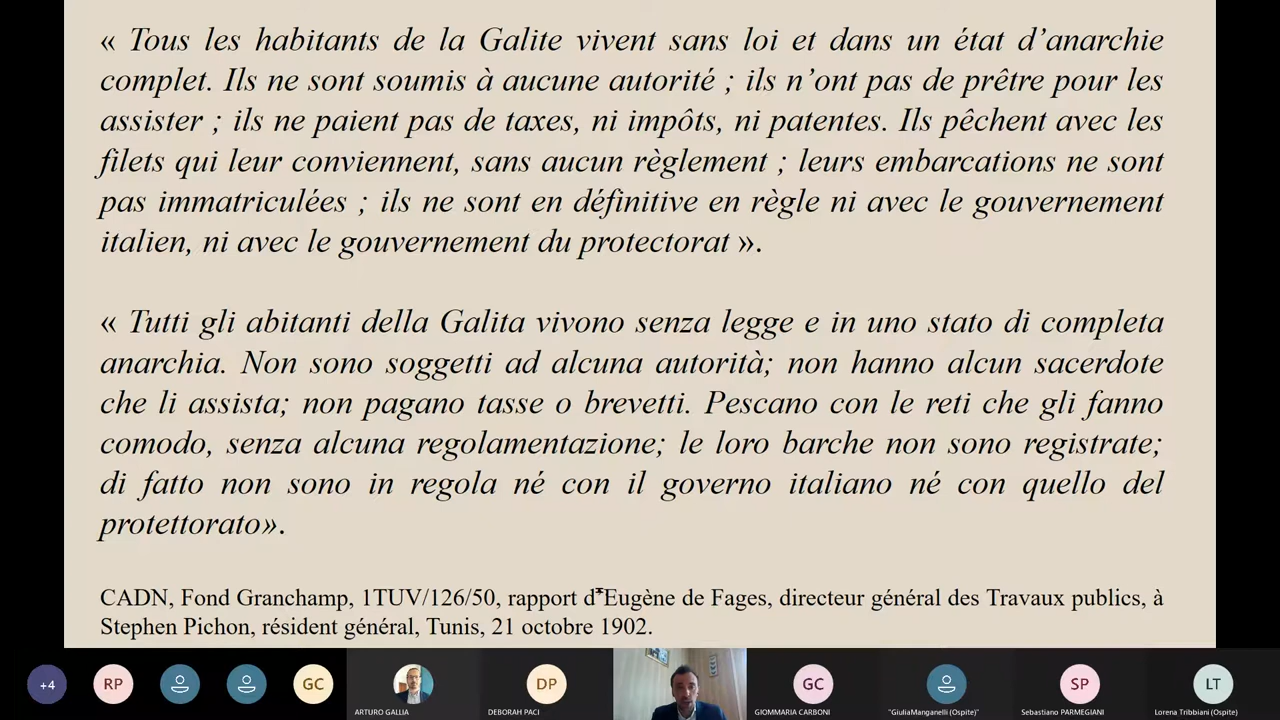 « Tous les habitants de la Galite vivent sans loi et dans un état d’anarchie
complet. Ils ne sont soumis à aucune autorité ; ils n’ont pas de prêtre pour les
assister ; ils ne paient pas de taxes, ni impôts, ni patentes. Ils pêchent avec les
filets qui leur conviennent, sans aucun règlement ; leurs embarcations ne sont
pas immatriculées ; ils ne sont en définitive en règle ni avec le gouvernement
italien, ni avec le gouvernement du protectorat ».
« Tutti gli abitanti della Galita vivono senza legge e in uno stato di completa
anarchia. Non sono soggetti ad alcuna autorità; non hanno alcun sacerdote
che li assista; non pagano tasse o brevetti. Pescano con le reti che gli fanno
comodo, senza alcuna regolamentazione; le loro barche non sono registrate;
di fatto non sono in regola né con il governo italiano né con quello del
protettorato».
CADN, Fond Granchamp, 1TUV/126/50, rapport d’Eugène de Fages, directeur général des Travaux publics, à
Stephen Pichon, résident général, Tunis, 21 octobre 1902.
+4
RP
GC
ARTURO GALLIA
DP
DEBORAH PACI
GC
GIOMMARIA CARBONI
"GiuliaManganelli (Ospite)"
SP
Sebastiano PARMEGIANI
LT
Lorena Tribbiani (Ospite)